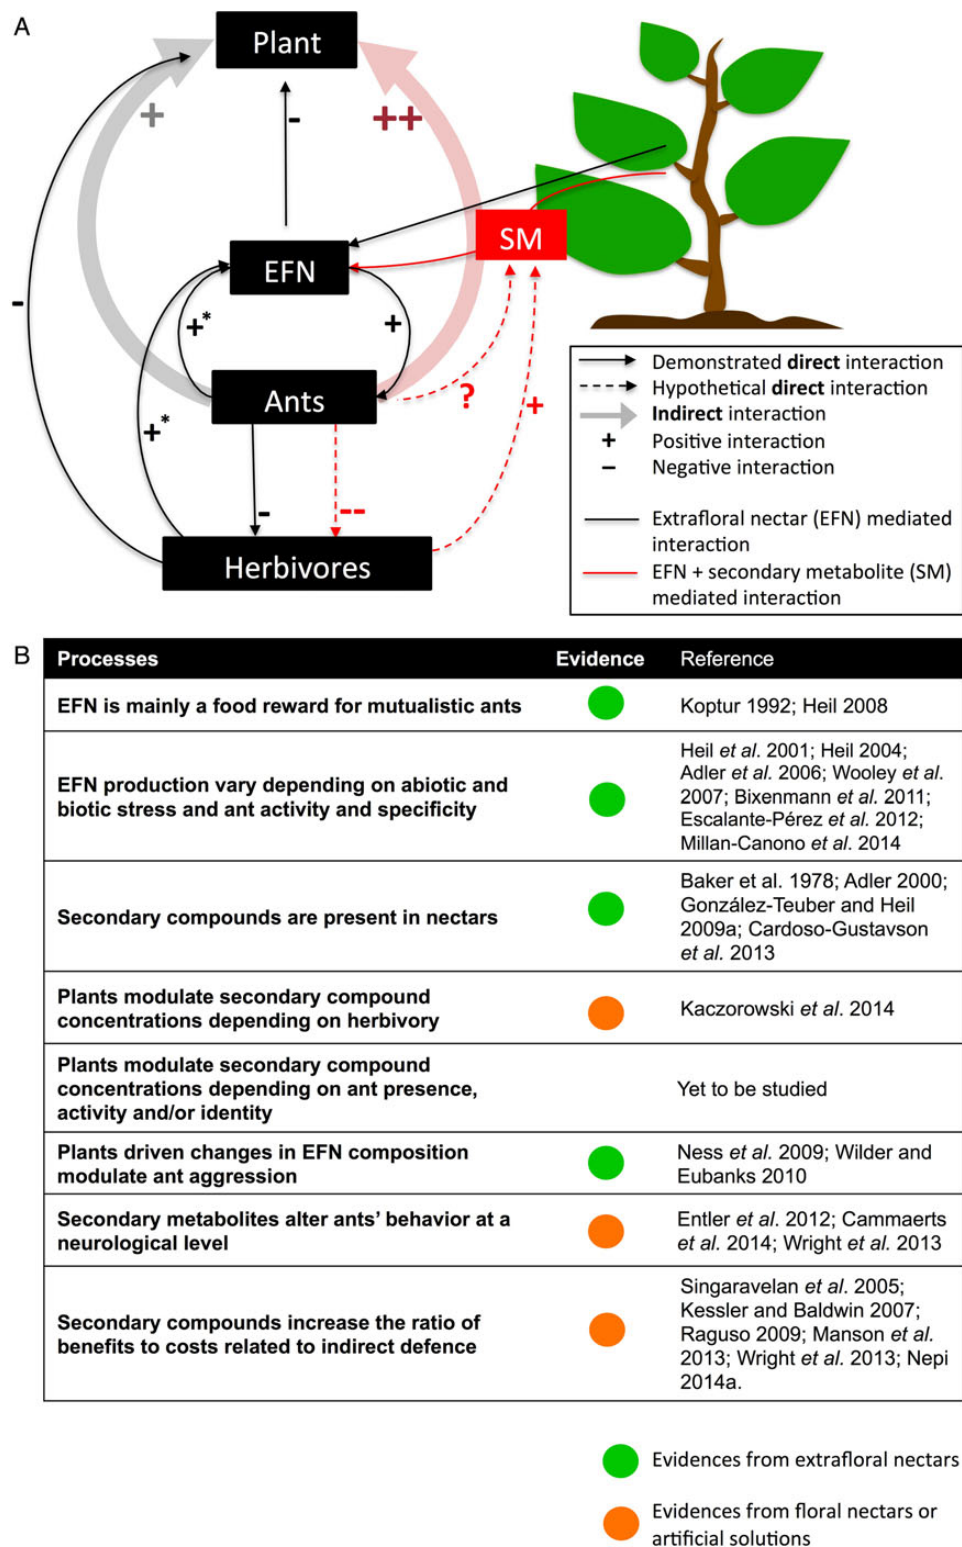 A
Plant
+
++
-
SM
EFN
-
+*
+
Ants
?
+
+*
-
--
Herbivores
Demonstrated direct interaction
Hypothetical direct interaction
Indirect interaction
+ Positive interaction
– Negative interaction
Extrafloral nectar (EFN) mediated
interaction
EFN + secondary metabolite (SM)
mediated interaction
B
Processes Evidence Reference
EFN is mainly a food reward for mutualistic ants
Koptur 1992; Heil 2008
EFN production vary depending on abiotic and
biotic stress and ant activity and specificity
Heil et al. 2001; Heil 2004;
Adler et al. 2006; Wooley et al.
2007; Bixenmann et al. 2011;
Escalante-Pérez et al. 2012;
Millan-Canono et al. 2014
Secondary compounds are present in nectars
Baker et al. 1978; Adler 2000;
González-Teuber and Heil
2009a; Cardoso-Gustavson
et al. 2013
Plants modulate secondary compound
concentrations depending on herbivory
Kaczorowski et al. 2014
Plants modulate secondary compound
concentrations depending on ant presence,
activity and/or identity
Yet to be studied
Plants driven changes in EFN composition
modulate ant aggression
Ness et al. 2009; Wilder and
Eubanks 2010
Secondary metabolites alter ants’ behavior at a
neurological level
Entler et al. 2012; Cammaerts
et al. 2014; Wright et al. 2013
Secondary compounds increase the ratio of
benefits to costs related to indirect defence
Singaravelan et al. 2005;
Kessler and Baldwin 2007;
Raguso 2009; Manson et al.
2013; Wright et al. 2013; Nepi
2014a.
Evidences from extrafloral nectars
Evidences from floral nectars or
artificial solutions